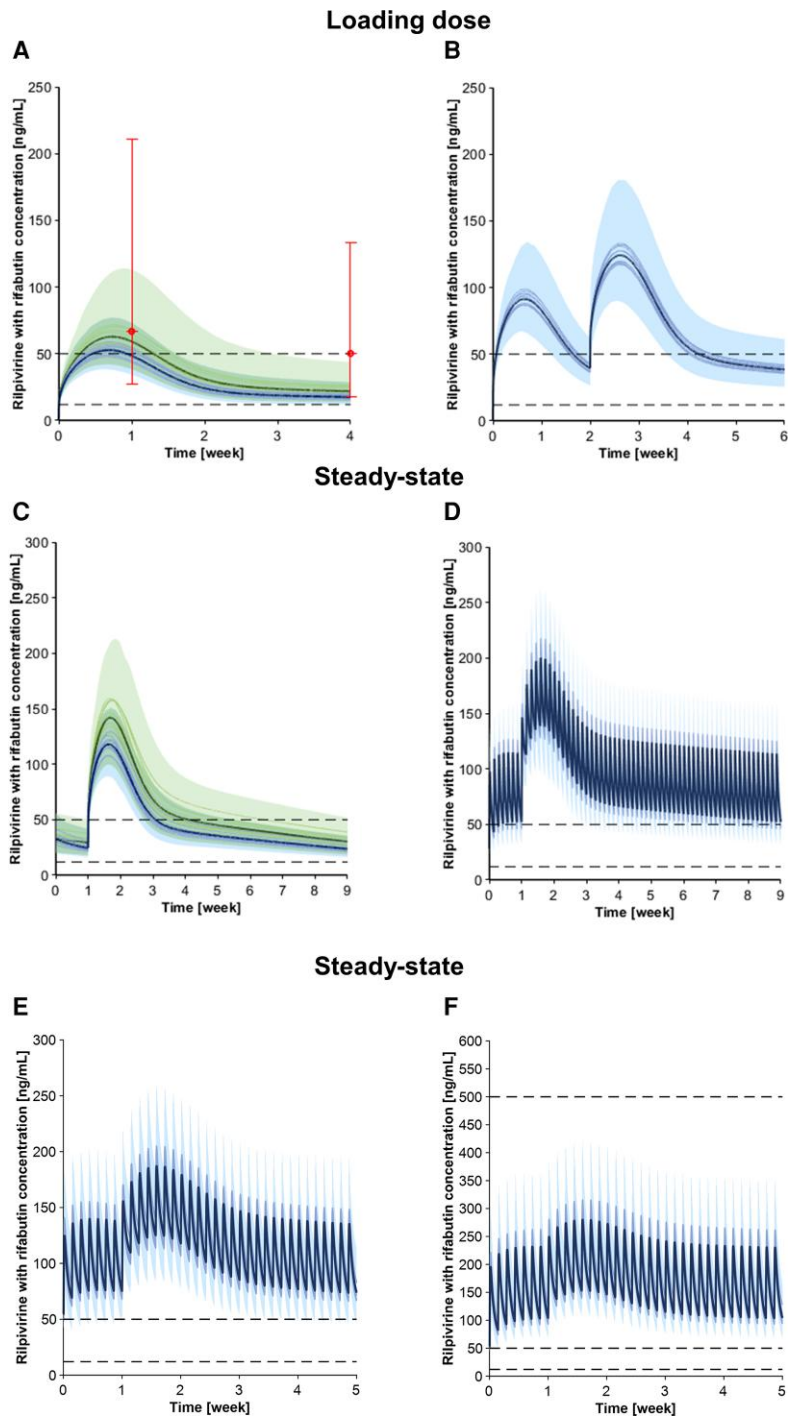 Loading dose
A
B
Rilpivirine with rifabutin concentration [ng/mL]
250
200
150
100
50
0
0 1 2 3 4
Time [week]
Rilpivirine with rifabutin concentration [ng/mL]
250
200
150
100
50
0
0 1 2 3 4 5 6
Time [week]
Steady-state
C
D
Rilpivirine with rifabutin concentration [ng/mL]
300
250
200
150
100
50
0
0 1 2 3 4 5 6 7 8 9
Time [week]
Rilpivirine with rifabutin concentration [ng/mL]
300
250
200
150
100
50
0
0 1 2 3 4 5 6 7 8 9
Time [week]
Steady-state
E
F
Rilpivirine with rifabutin concentration [ng/mL]
300
250
200
150
100
50
0
0 1 2 3 4 5
Time [week]
Rilpivirine with rifabutin concentration [ng/mL]
600
550
500
450
400
350
300
250
200
150
100
50
0
0 1 2 3 4 5
Time [week]